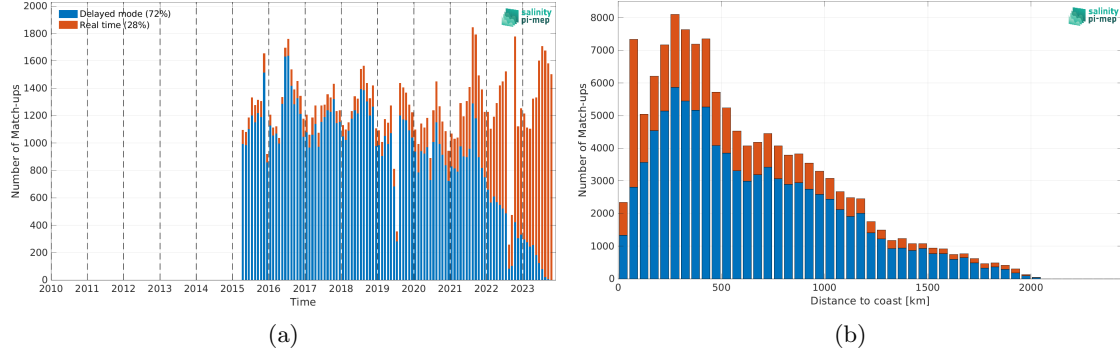 2000
1800
1600
1400
1200
1000
800
600
400
200
0
Number of Match-ups
Delayed mode (72%)
Real time (28%)
salinity
pi-mep
2010 2011 2012 2013 2014 2015 2016 2017 2018 2019 2020 2021 2022 2023
Time
(a)
8000
7000
6000
5000
4000
3000
2000
1000
0
Number of Match-ups
salinity
pi-mep
0 500 1000 1500 2000
Distance to coast [km]
(b)